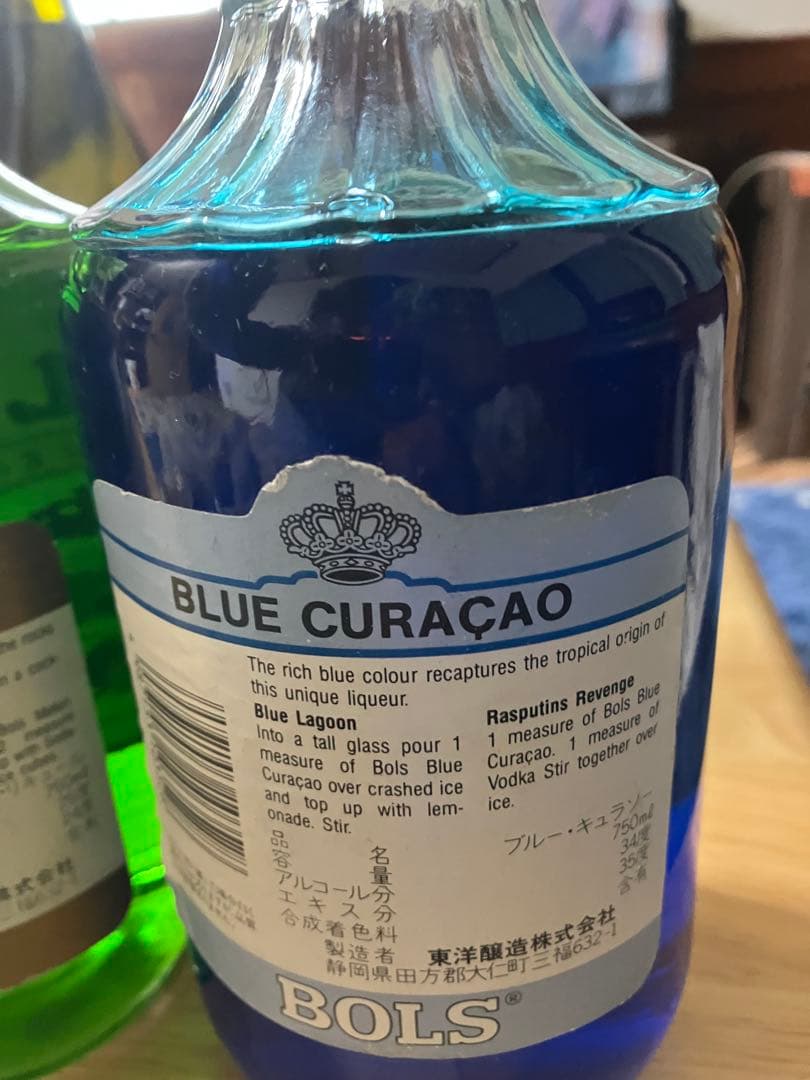 BLUE CURAÇAO
The rich blue colour recaptures the tropical origin of
this unique liqueur.
Blue Lagoon
Into a tall glass pour 1
measure of Bols Blue
Curaçao over crashed ice
and top up with lem-
onade. Stir.
Rasputins Revenge
1 measure of Bols Blue
Curaçao. 1 measure of
Vodka Stir together over
ice.
品名 ブルー・キュラソー
容量 750ml
アルコール分 34度
エキス分 35度
合成着色料 含有
製造者 東洋醸造株式会社
静岡県田方郡大仁町三福632-1
BOLS®
株式会社